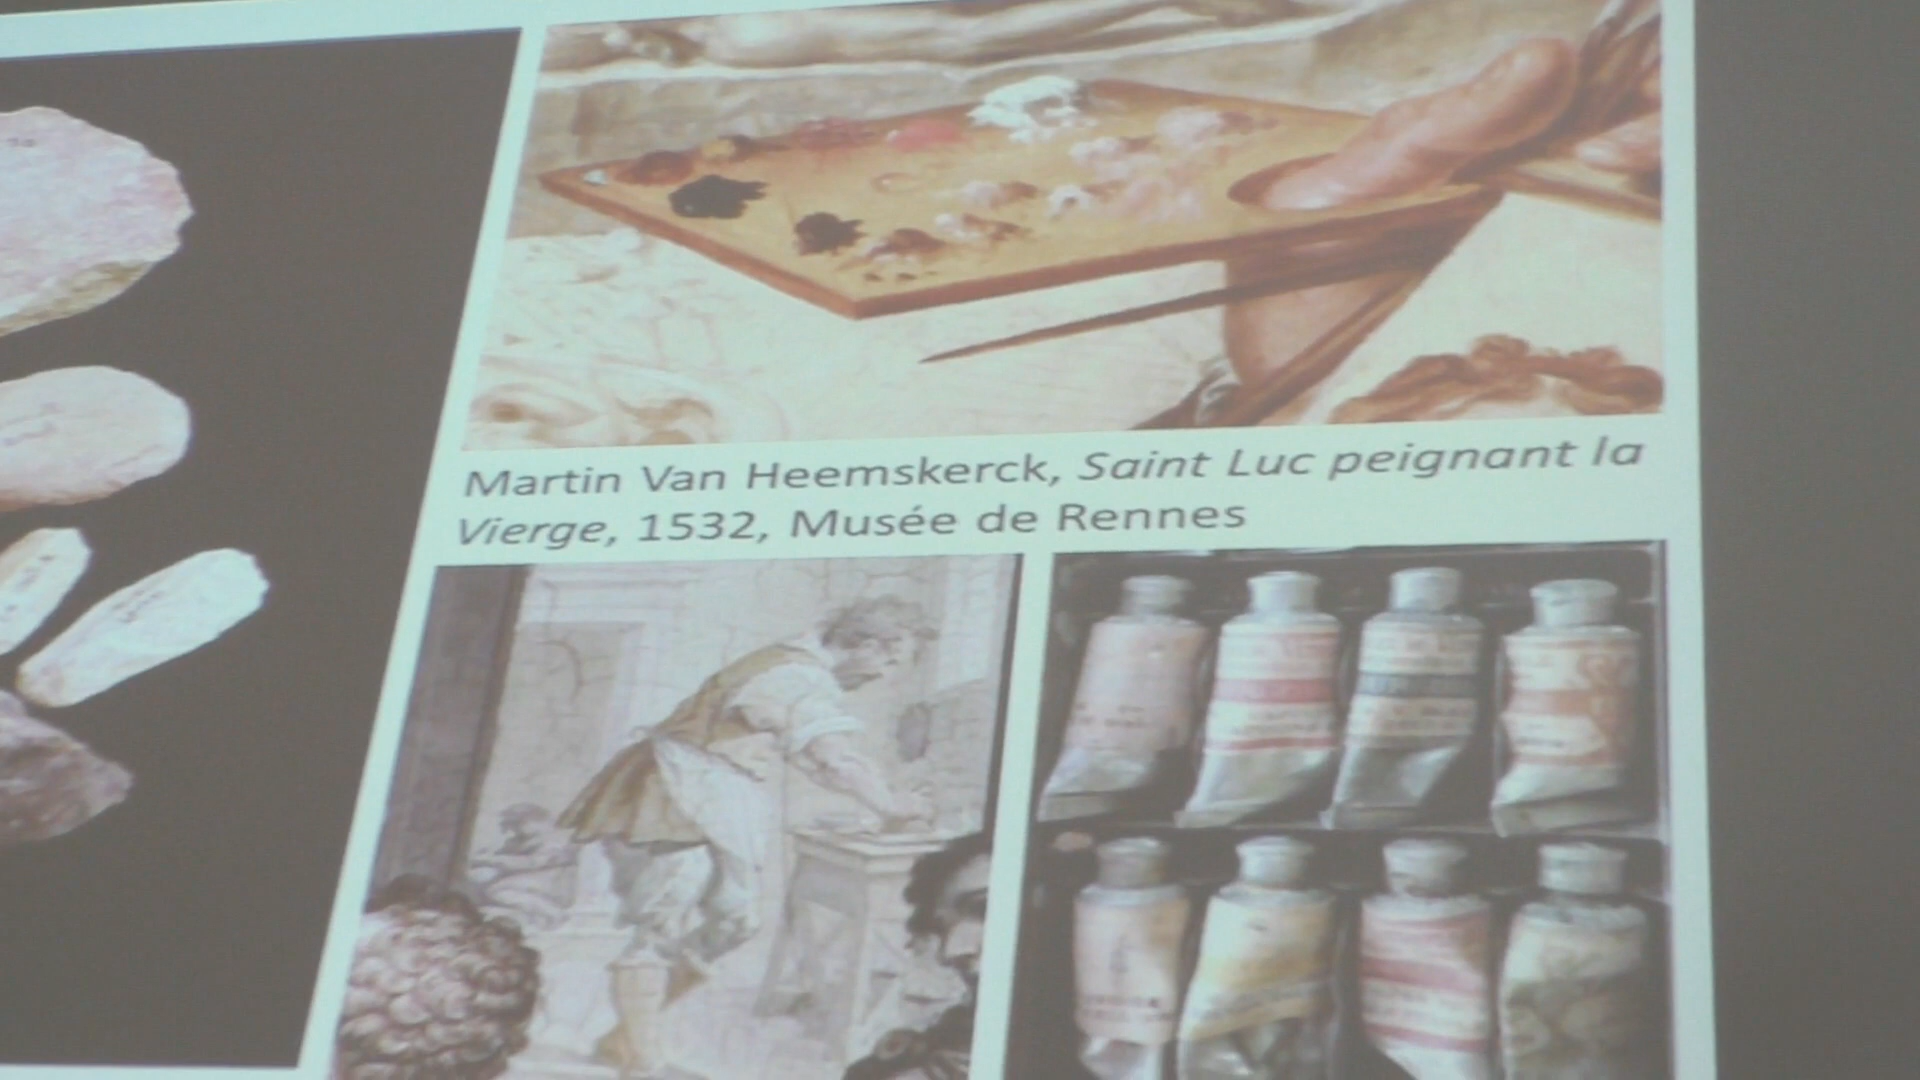 Martin Van Heemskerck, Saint Luc peignant la
Vierge, 1532, Musée de Rennes